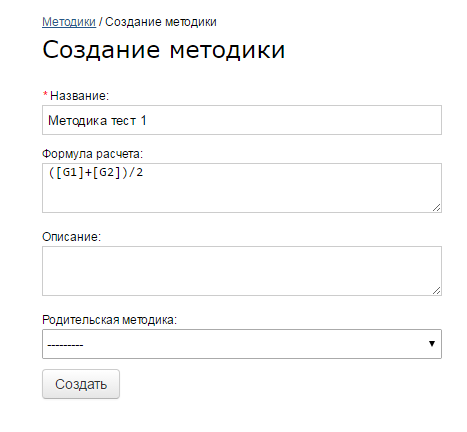 Методики / Создание методики
Создание методики
* Название:
Методика тест 1
Формула расчета:
([G1]+[G2])/2
Описание:
Родительская методика:
---------
Создать